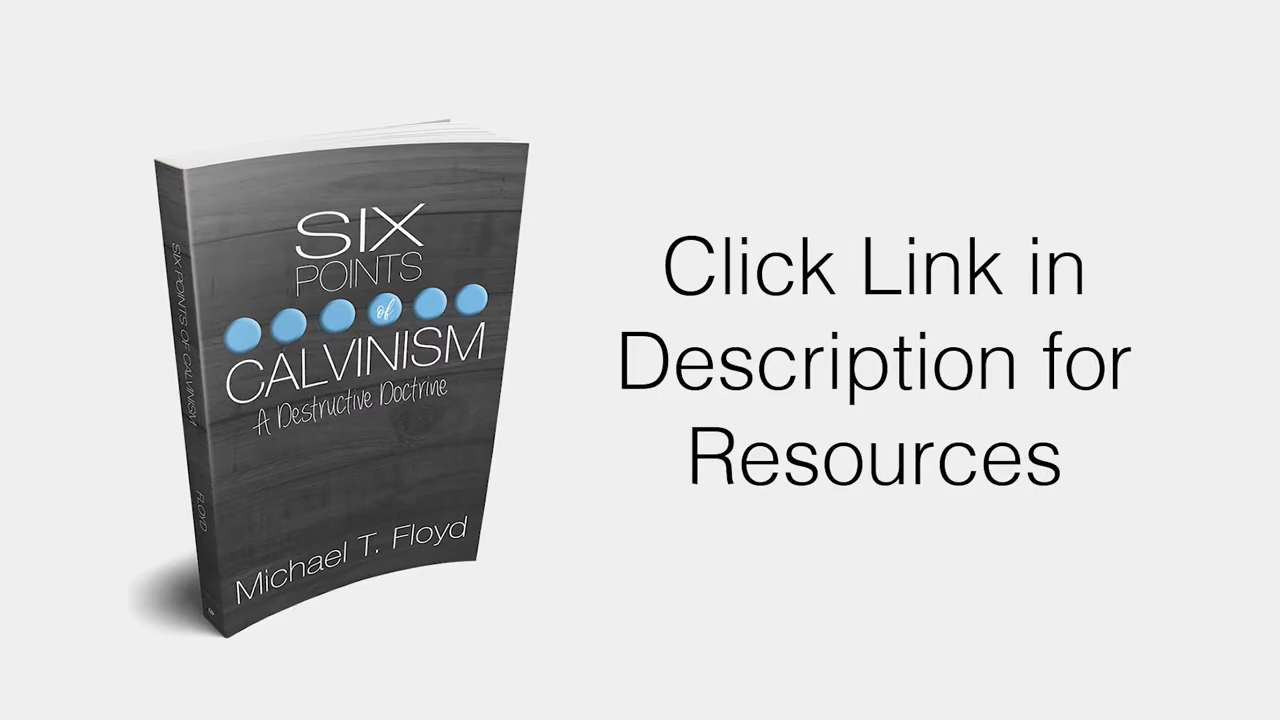 SIX
POINTS
of
CALVINISM
A Destructive Doctrine
Michael T. Floyd
SIX POINTS OF CALVINISM
FLOYD
Click Link in
Description for
Resources